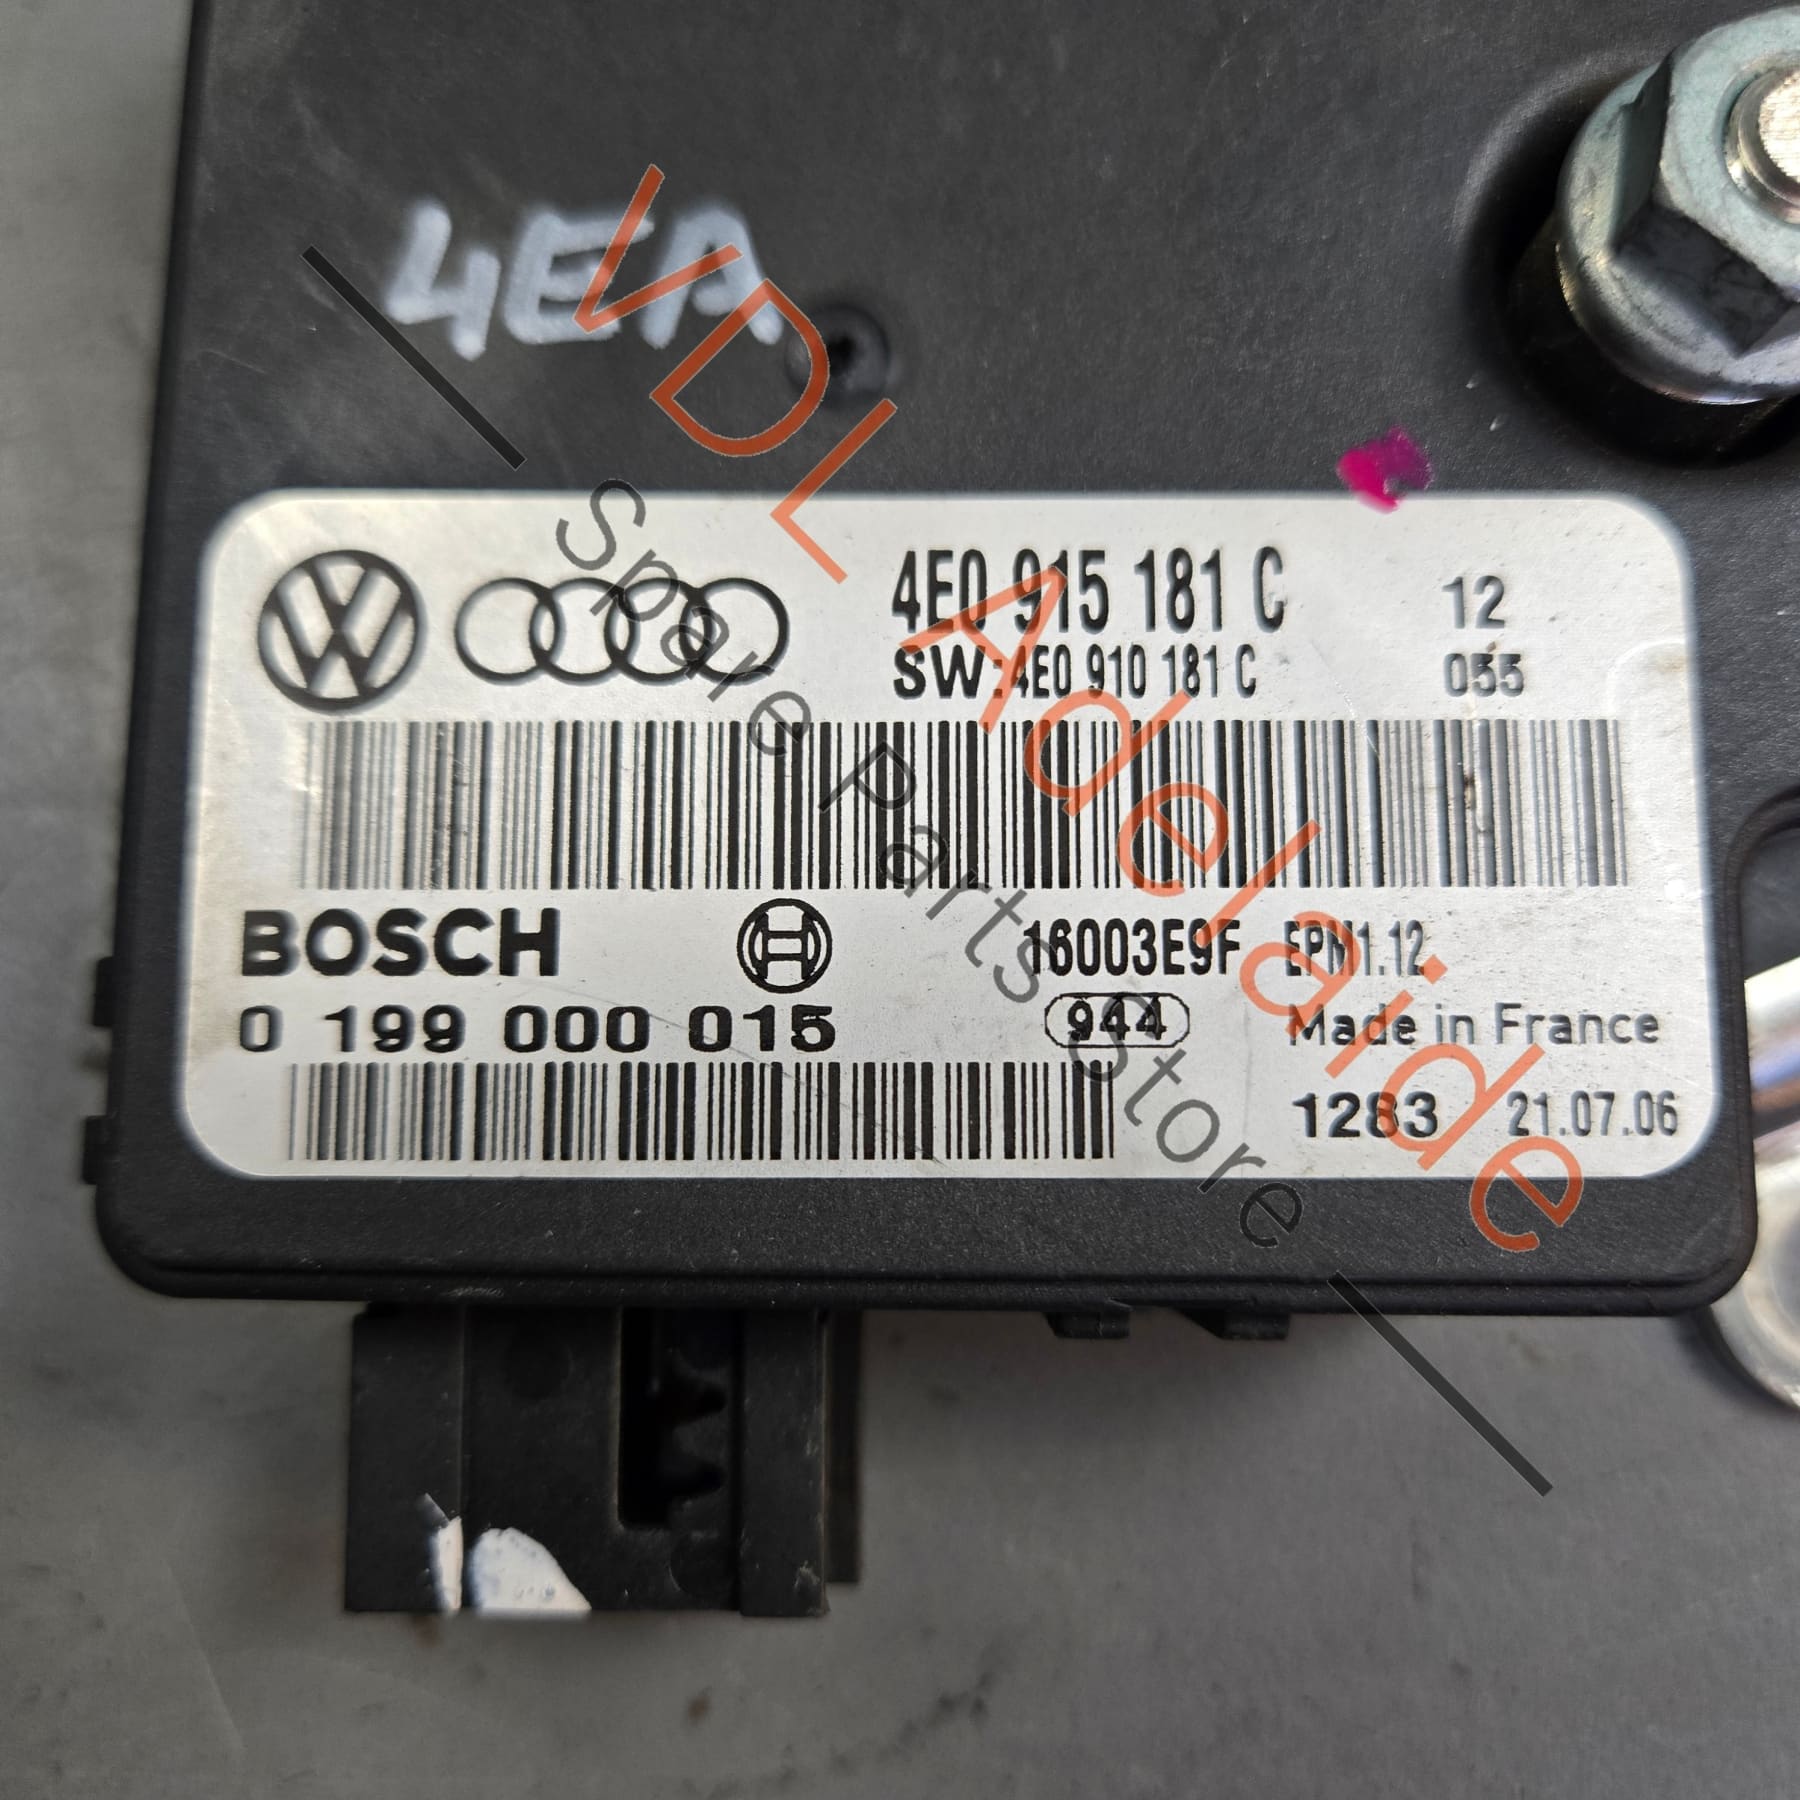 4EA
4E0 915 181 C 12
SW:4E0 910 181 C 055
BOSCH 16003E9F EPM1.12
0 199 000 015 944 Made in France
1283 21.07.06
VDL Adelaide
Spare Parts Store